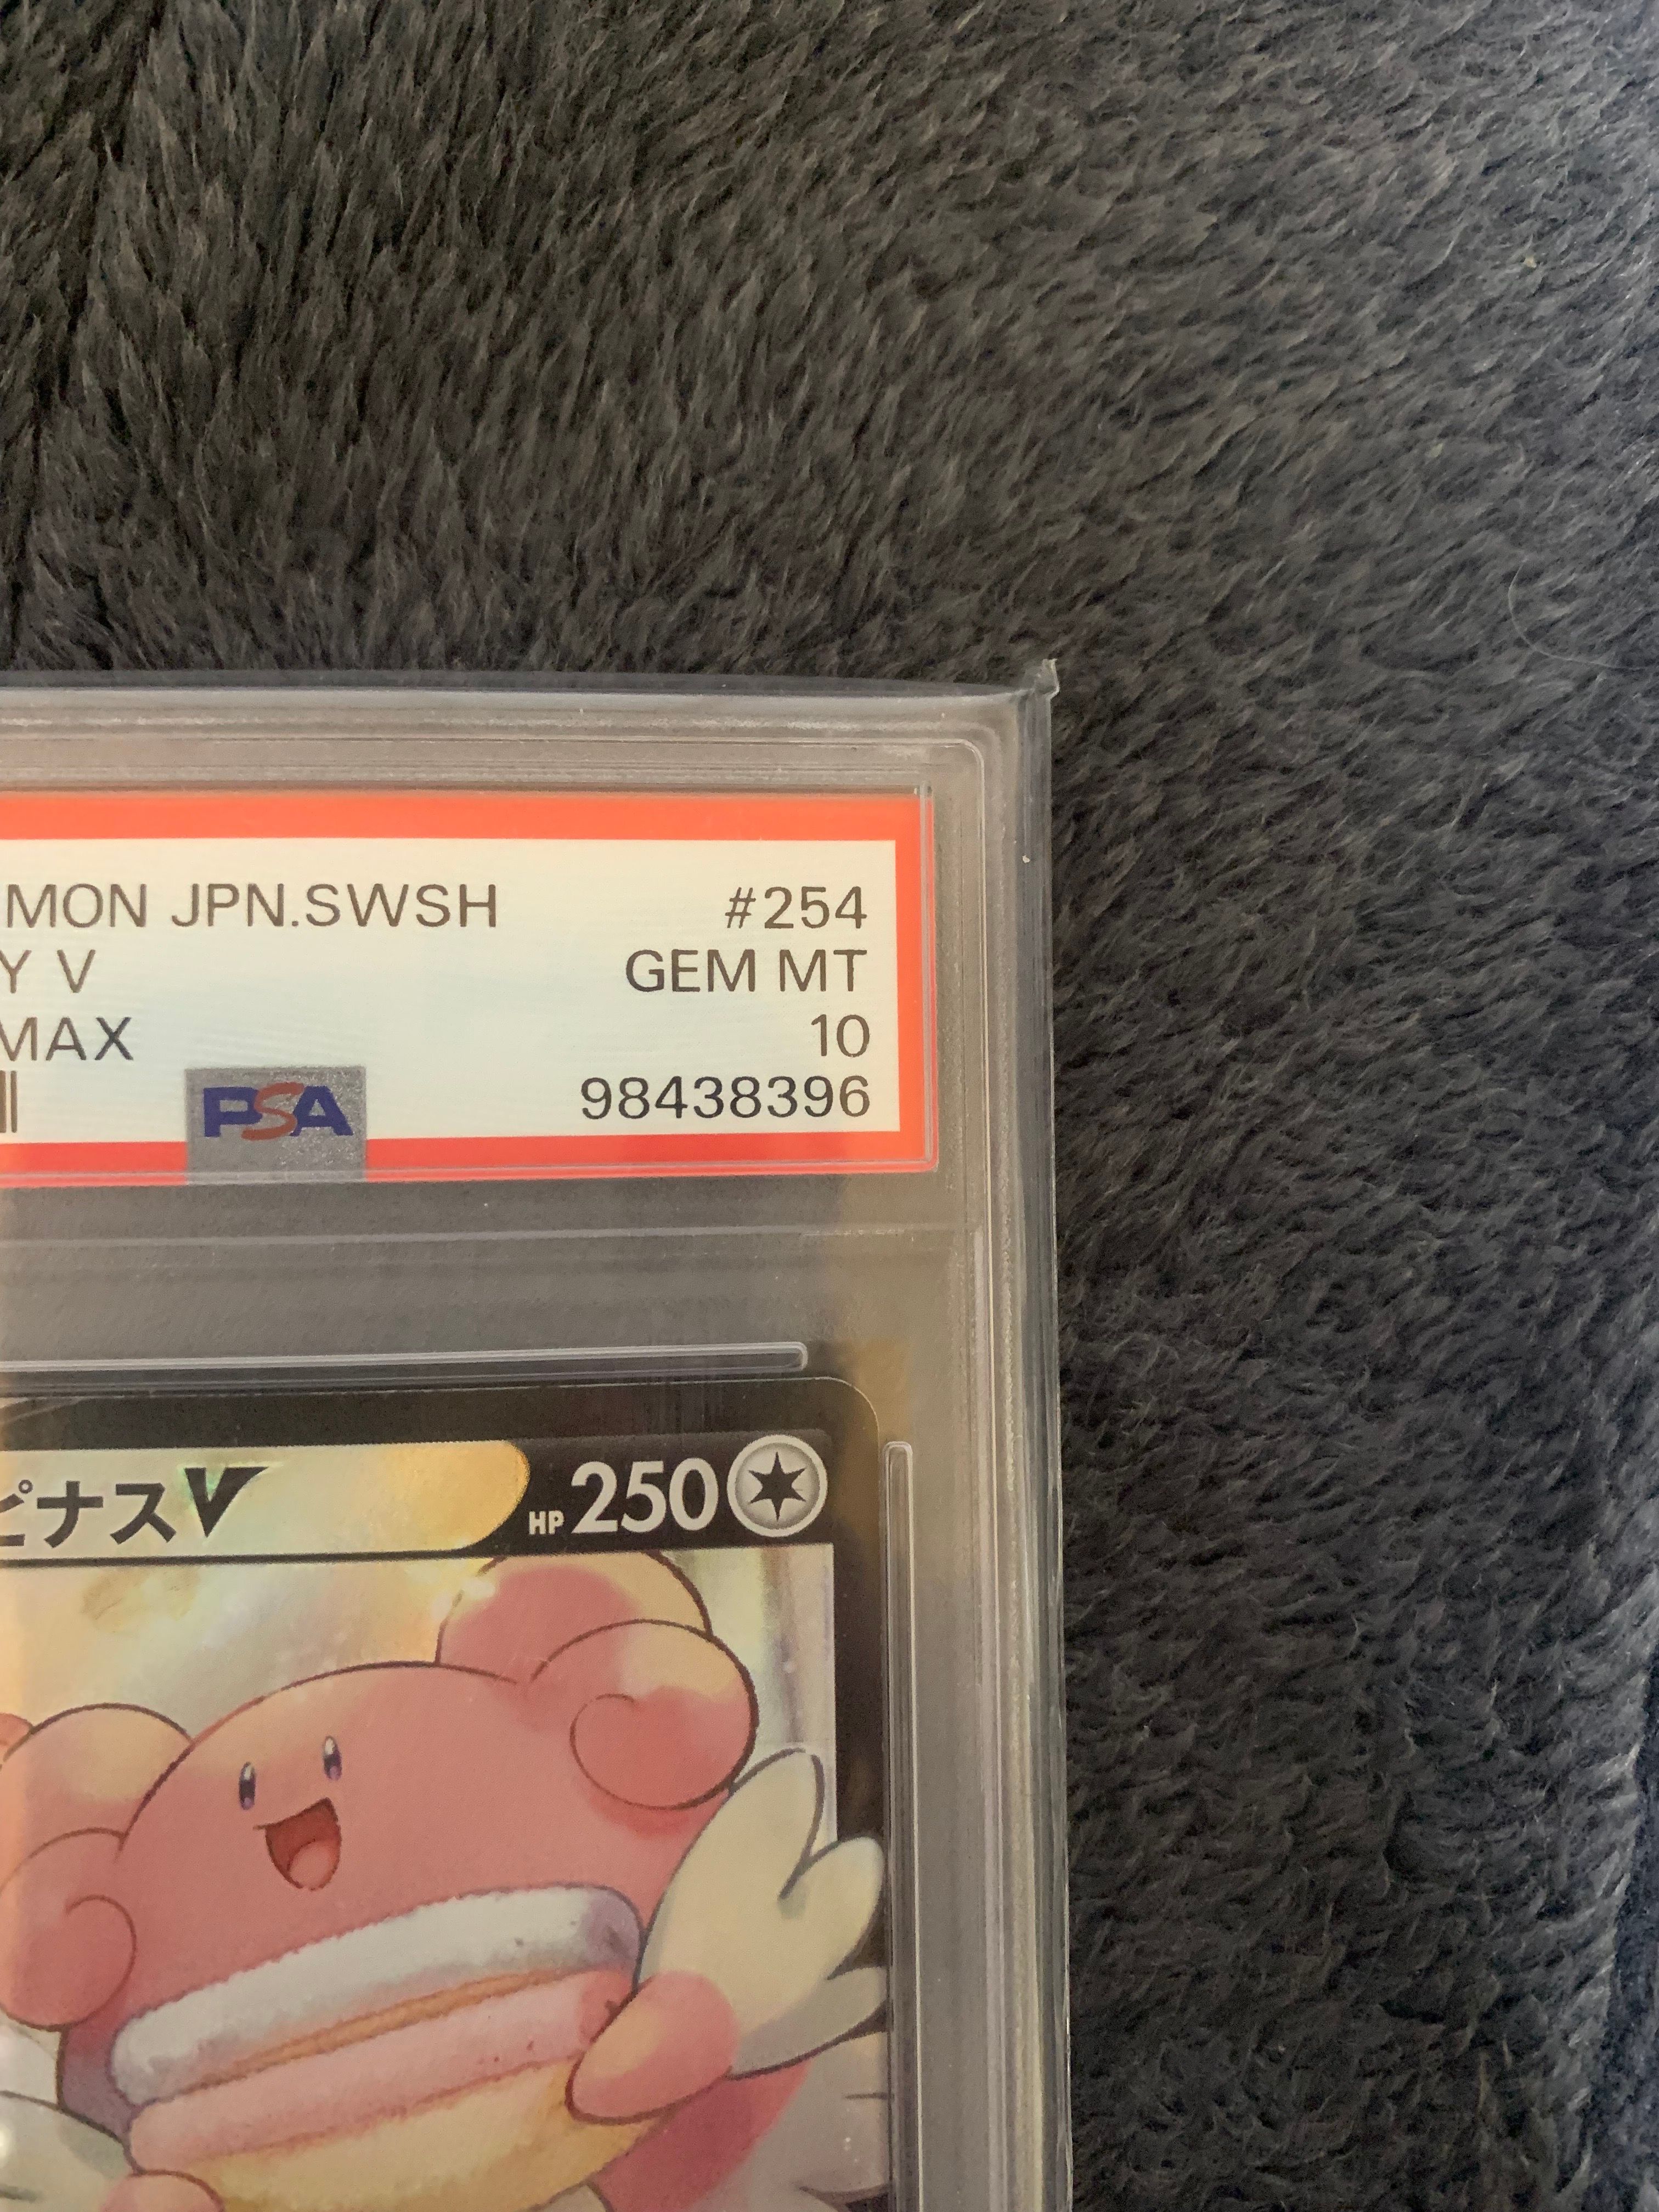 MON JPN.SWSH #254
Y V GEM MT
MAX 10
PSA 98438396
ピナスV HP 250